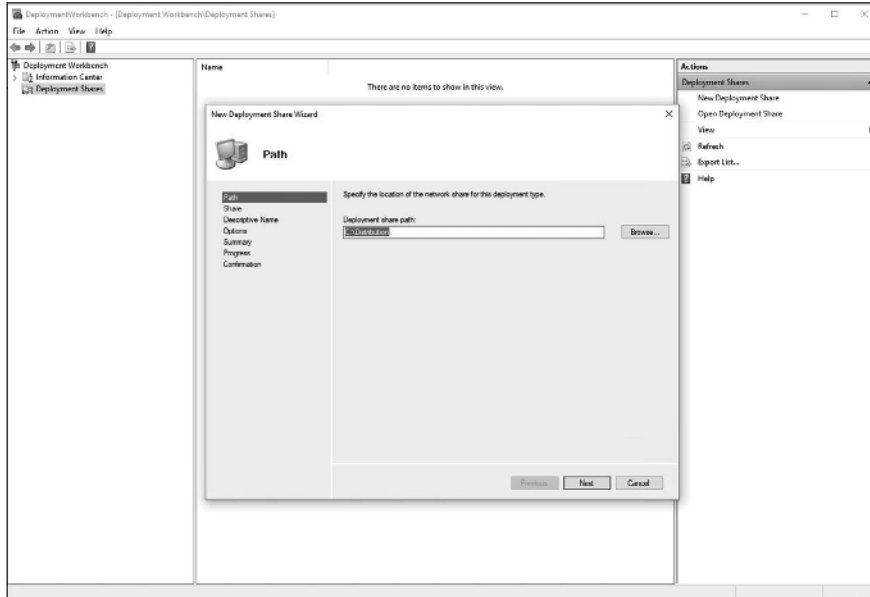 DeploymentWorkbench - [Deployment Workbench\Deployment Shares]
File Action View Help
Deployment Workbench
Information Center
Deployment Shares
Name
There are no items to show in this view.
Actions
Deployment Shares
New Deployment Share
Open Deployment Share
View
Refresh
Export List...
Help
New Deployment Share Wizard
Path
Path
Share
Descriptive Name
Options
Summary
Progress
Confirmation
Specify the location of the network share for this deployment type.
Deployment share path:
C:\Distribution
Browse...
Previous
Next
Cancel